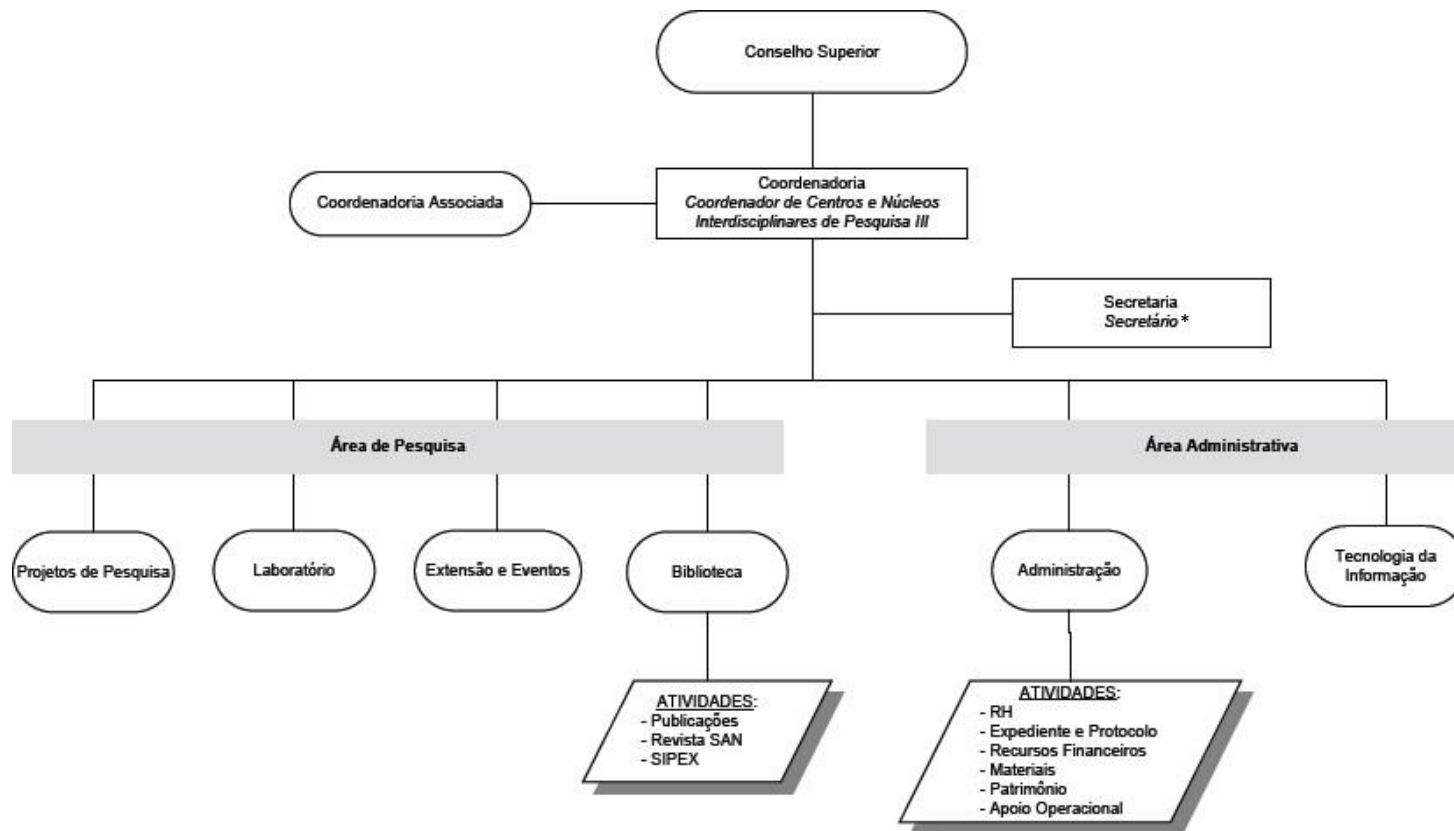 Conselho Superior
Coordenadoria Associada
Coordenadoria
Coordenador de Centros e Núcleos
Interdisciplinares de Pesquisa III
Secretaria
Secretário *
Área de Pesquisa
Área Administrativa
Projetos de Pesquisa
Laboratório
Extensão e Eventos
Biblioteca
Administração
Tecnologia da
Informação
ATIVIDADES:
- Publicações
- Revista SAN
- SIPEX
ATIVIDADES:
- RH
- Expediente e Protocolo
- Recursos Financeiros
- Materiais
- Patrimônio
- Apoio Operacional